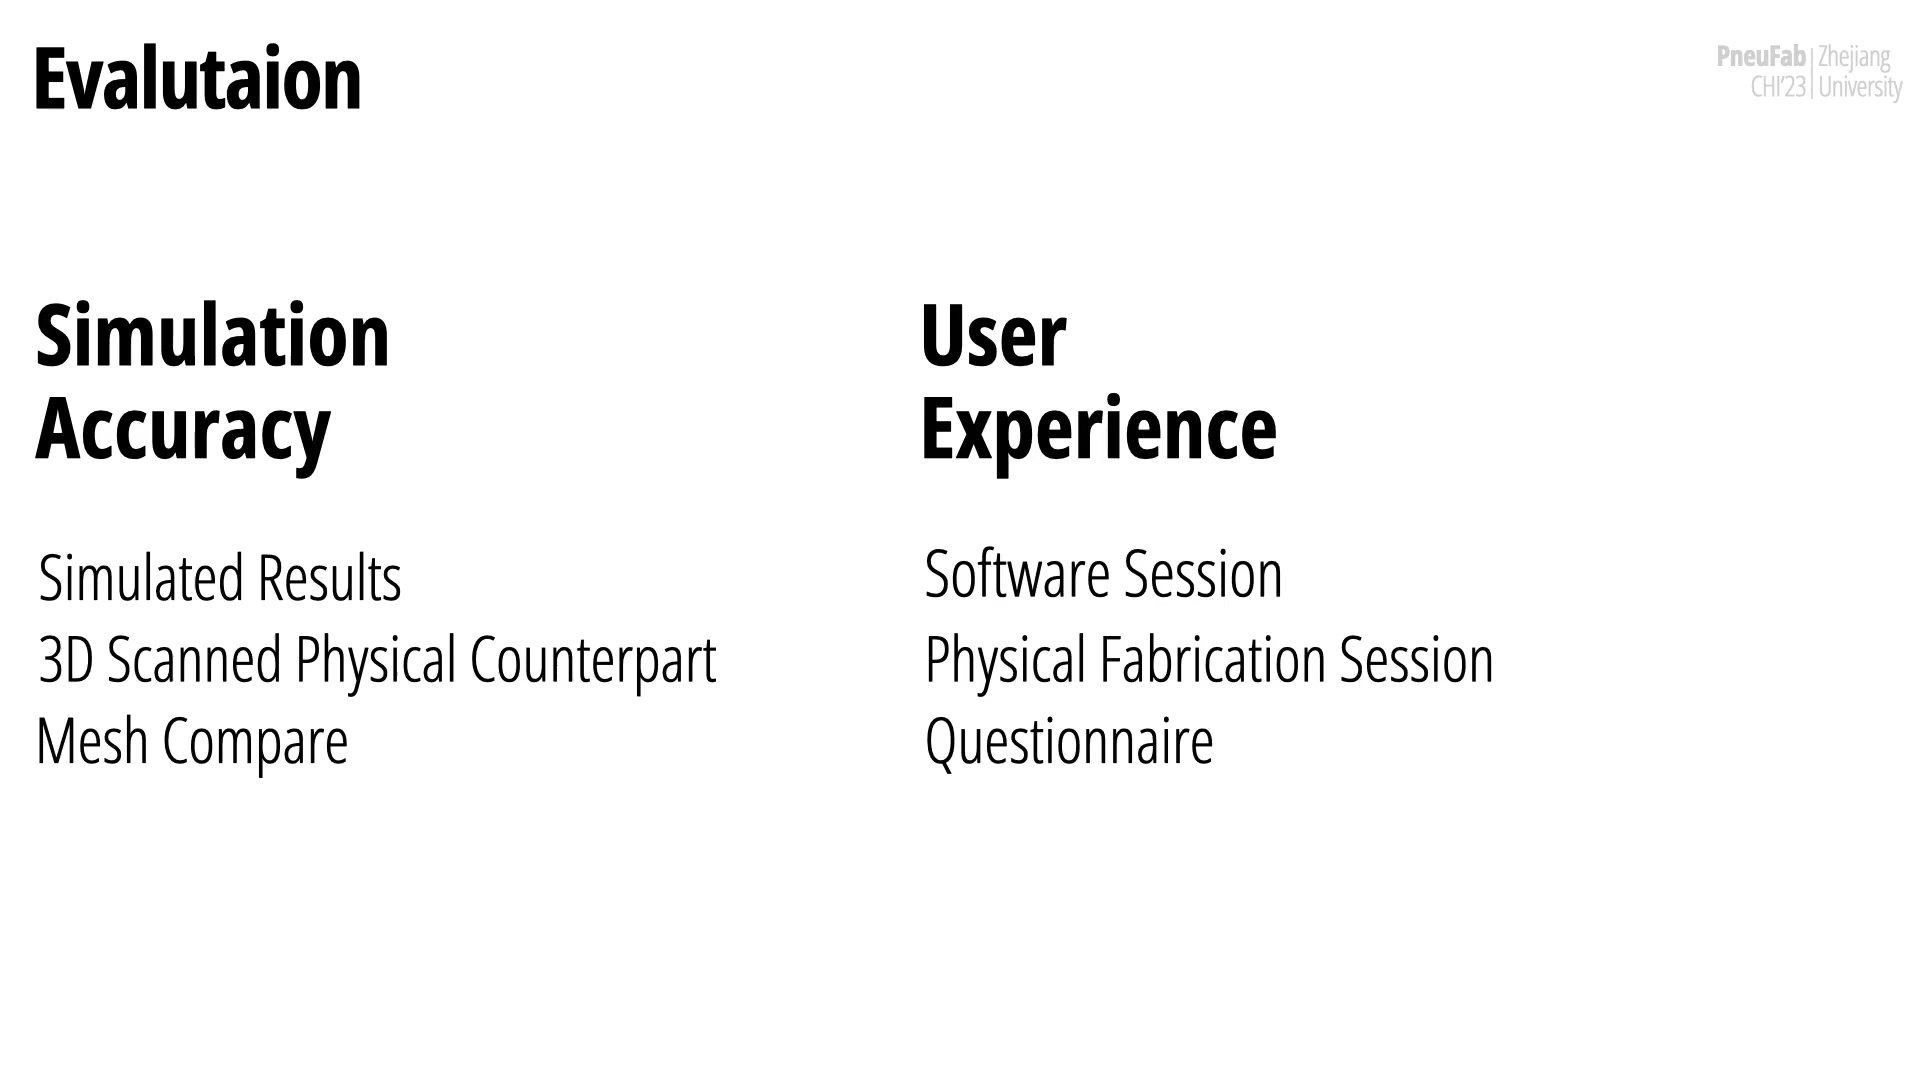 Evalutaion
PneuFab
CHI'23
Zhejiang
University
Simulation
Accuracy
Simulated Results
3D Scanned Physical Counterpart
Mesh Compare
User
Experience
Software Session
Physical Fabrication Session
Questionnaire